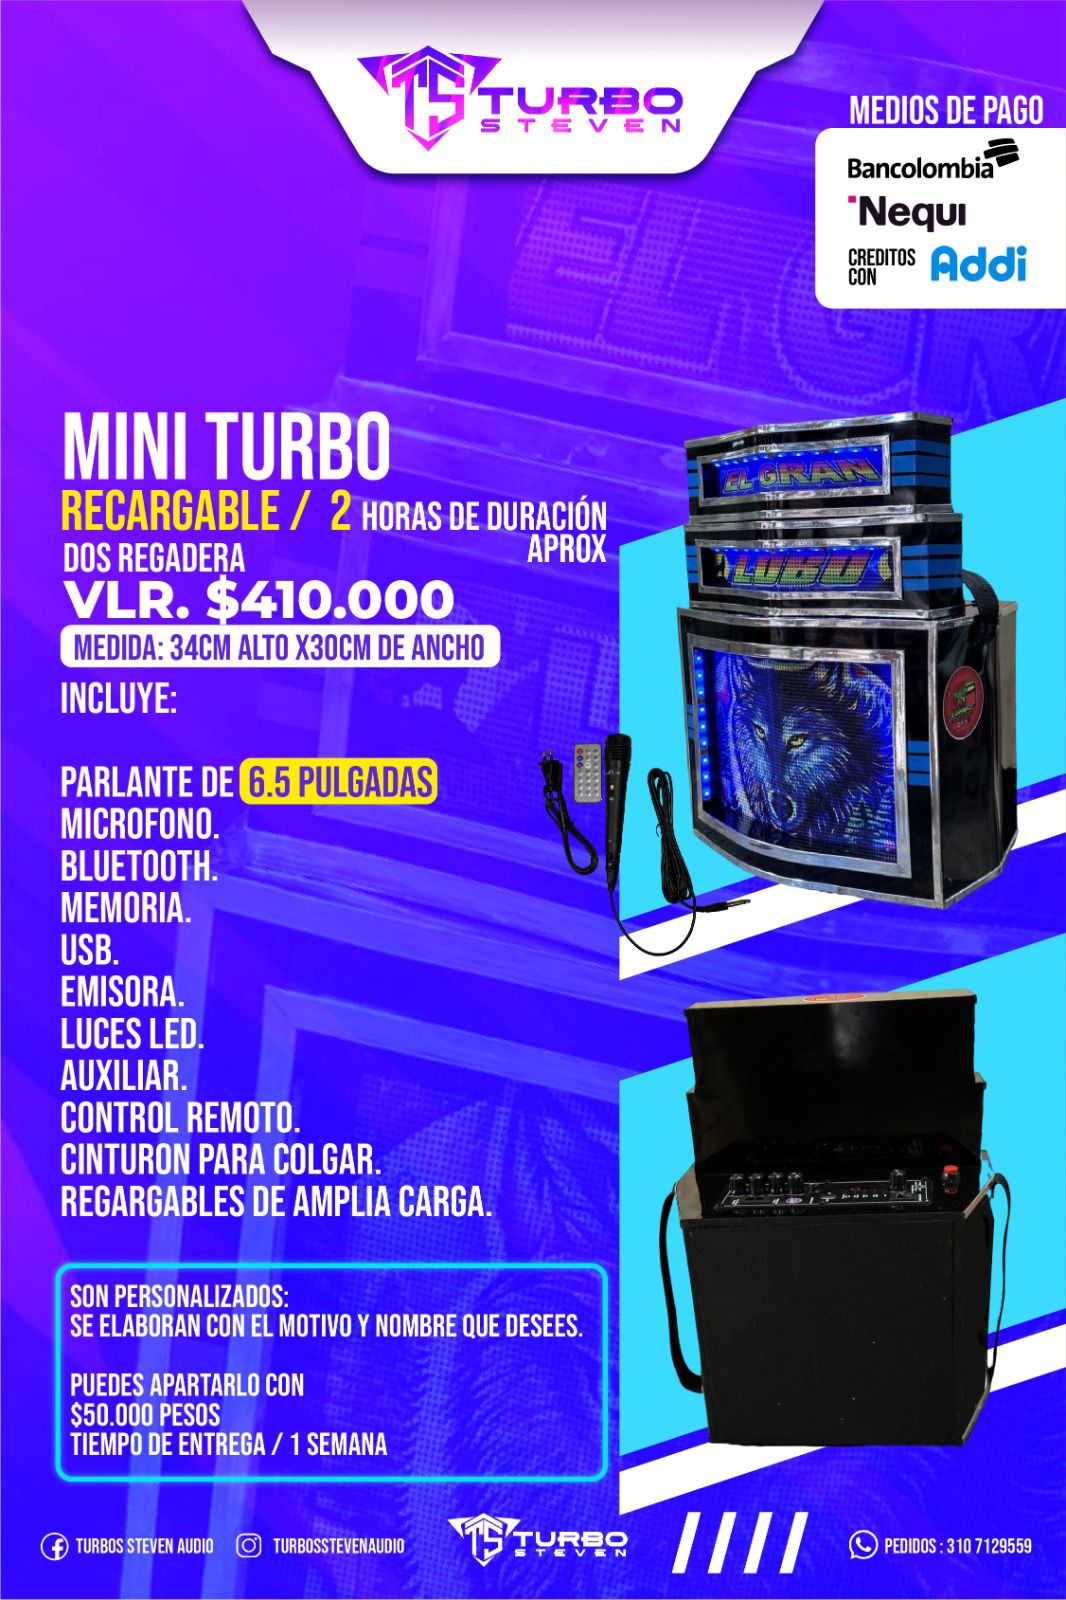 TS TURBO
STEVEN
MEDIOS DE PAGO
Bancolombia
Nequi
CREDITOS
CON Addi
MINI TURBO
RECARGABLE / 2 HORAS DE DURACIÓN
APROX
DOS REGADERA
VLR. $410.000
MEDIDA: 34CM ALTO X30CM DE ANCHO
INCLUYE:
PARLANTE DE 6.5 PULGADAS
MICROFONO.
BLUETOOTH.
MEMORIA.
USB.
EMISORA.
LUCES LED.
AUXILIAR.
CONTROL REMOTO.
CINTURON PARA COLGAR.
REGARGABLES DE AMPLIA CARGA.
EL GRAN
LOBO
SON PERSONALIZADOS:
SE ELABORAN CON EL MOTIVO Y NOMBRE QUE DESEES.
PUEDES APARTARLO CON
$50.000 PESOS
TIEMPO DE ENTREGA / 1 SEMANA
TURBOS STEVEN AUDIO
TURBOSSTEVENAUDIO
TS TURBO
STEVEN
PEDIDOS : 310 7129559